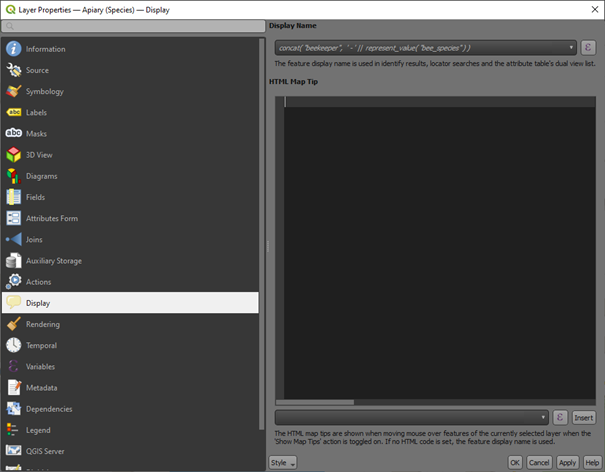 Layer Properties — Apiary (Species) — Display
Information
Source
Symbology
Labels
Masks
3D View
Diagrams
Fields
Attributes Form
Joins
Auxiliary Storage
Actions
Display
Rendering
Temporal
Variables
Metadata
Dependencies
Legend
QGIS Server
Display Name
concat( "beekeeper", ' - ' || represent_value( "bee_species" ) )
The feature display name is used in identify results, locator searches and the attribute table's dual view list.
HTML Map Tip
Insert
The HTML map tips are shown when moving mouse over features of the currently selected layer when the
'Show Map Tips' action is toggled on. If no HTML code is set, the feature display name is used.
Style
OK Cancel Apply Help